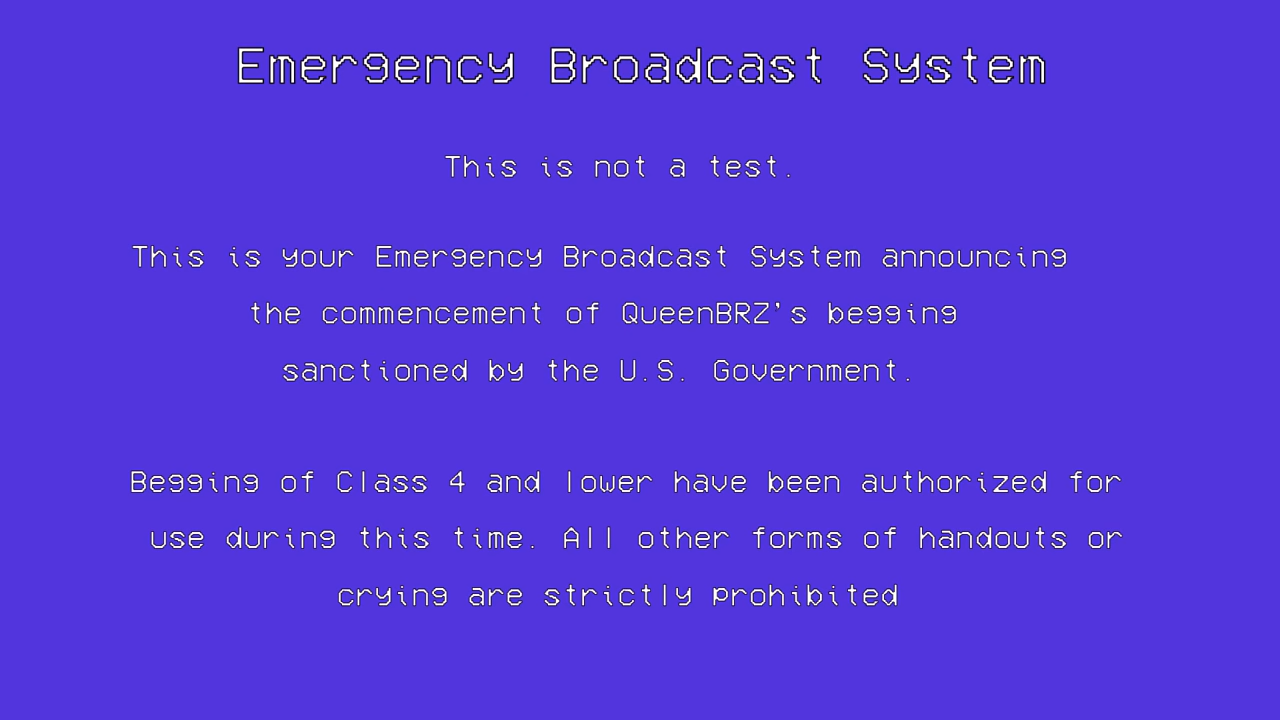 Emergency Broadcast System
This is not a test.
This is your Emergency Broadcast System announcing
the commencement of QueenBRZ's begging
sanctioned by the U.S. Government.
Begging of Class 4 and lower have been authorized for
use during this time. All other forms of handouts or
crying are strictly prohibited